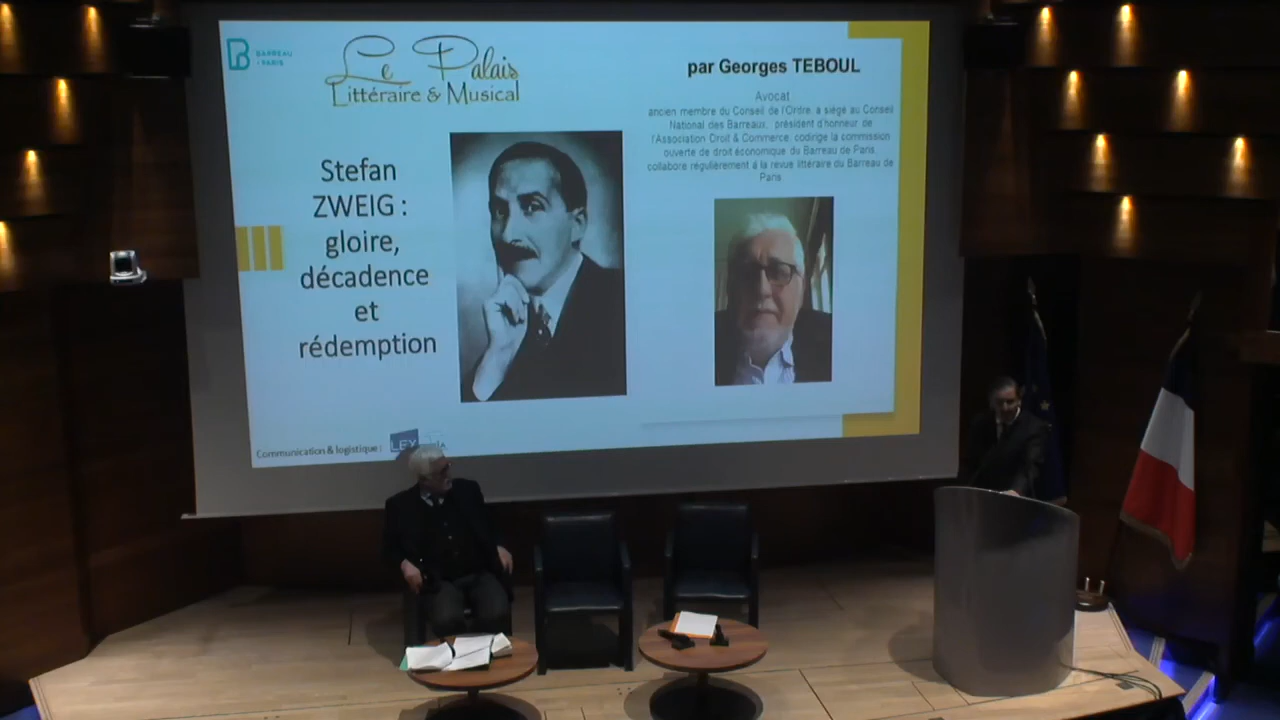 BARREAU
PARIS
Le Palais
Littéraire & Musical
Stefan
ZWEIG :
gloire,
décadence
et
rédemption
par Georges TEBOUL
Avocat
ancien membre du Conseil de l'Ordre, a siégé au Conseil
National des Barreaux, président d'honneur de
l'Association Droit & Commerce, codirige la commission
ouverte de droit économique du Barreau de Paris,
collabore régulièrement à la revue littéraire du Barreau de
Paris
Communication & logistique :
LEX